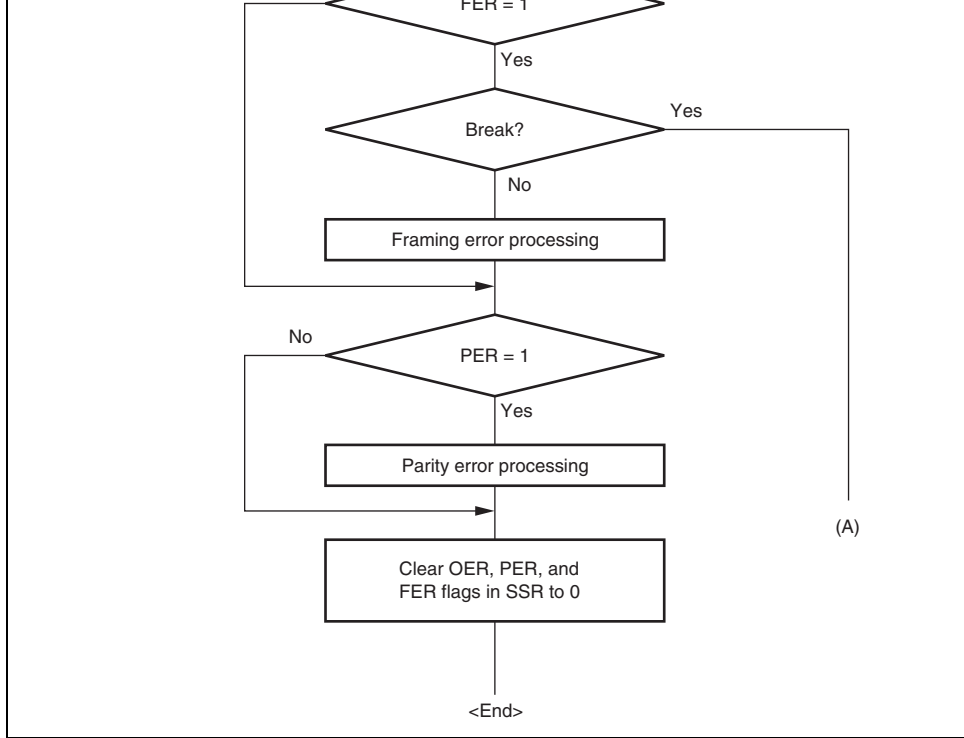 FER = 1
Yes
Break?
Yes
No
Framing error processing
No
PER = 1
Yes
Parity error processing
(A)
Clear OER, PER, and
FER flags in SSR to 0
<End>